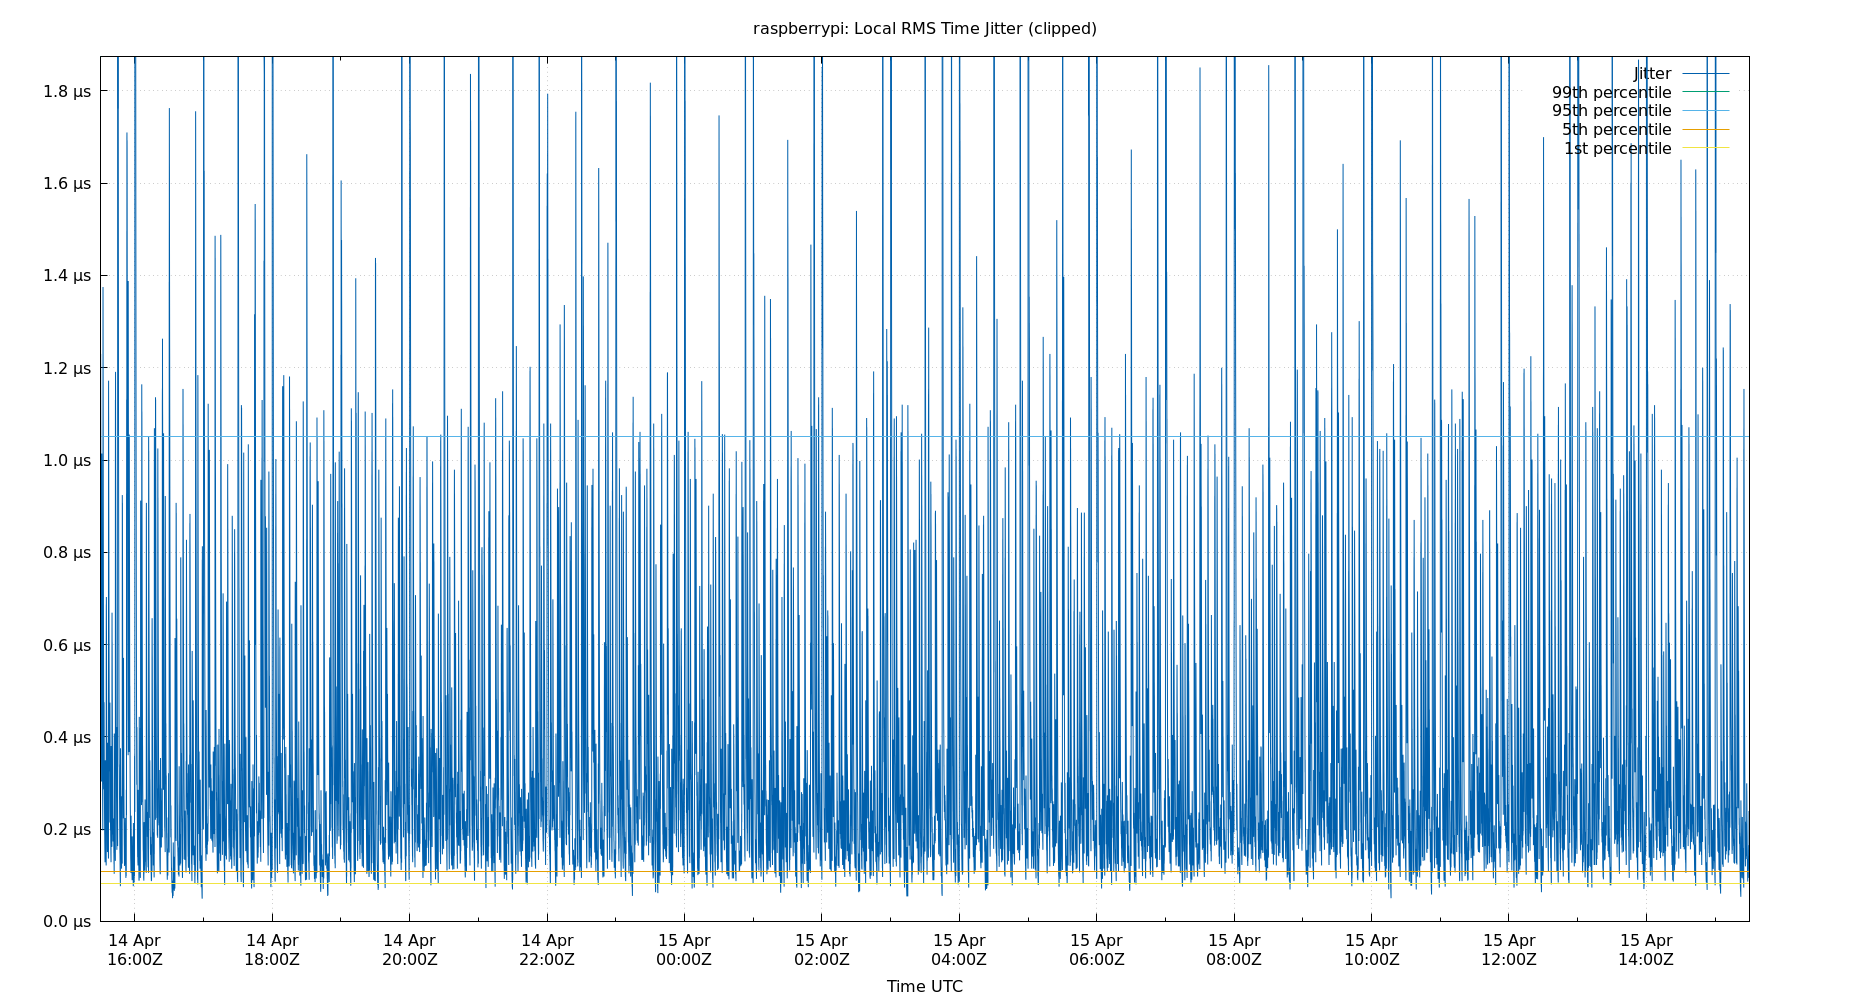 raspberrypi: Local RMS Time Jitter (clipped)
1.8 µs
1.6 µs
1.4 µs
1.2 µs
1.0 µs
0.8 µs
0.6 µs
0.4 µs
0.2 µs
0.0 µs
Jitter
99th percentile
95th percentile
5th percentile
1st percentile
14 Apr 14 Apr 14 Apr 14 Apr 15 Apr 15 Apr 15 Apr 15 Apr 15 Apr 15 Apr 15 Apr 15 Apr
16:00Z 18:00Z 20:00Z 22:00Z 00:00Z 02:00Z 04:00Z 06:00Z 08:00Z 10:00Z 12:00Z 14:00Z
Time UTC